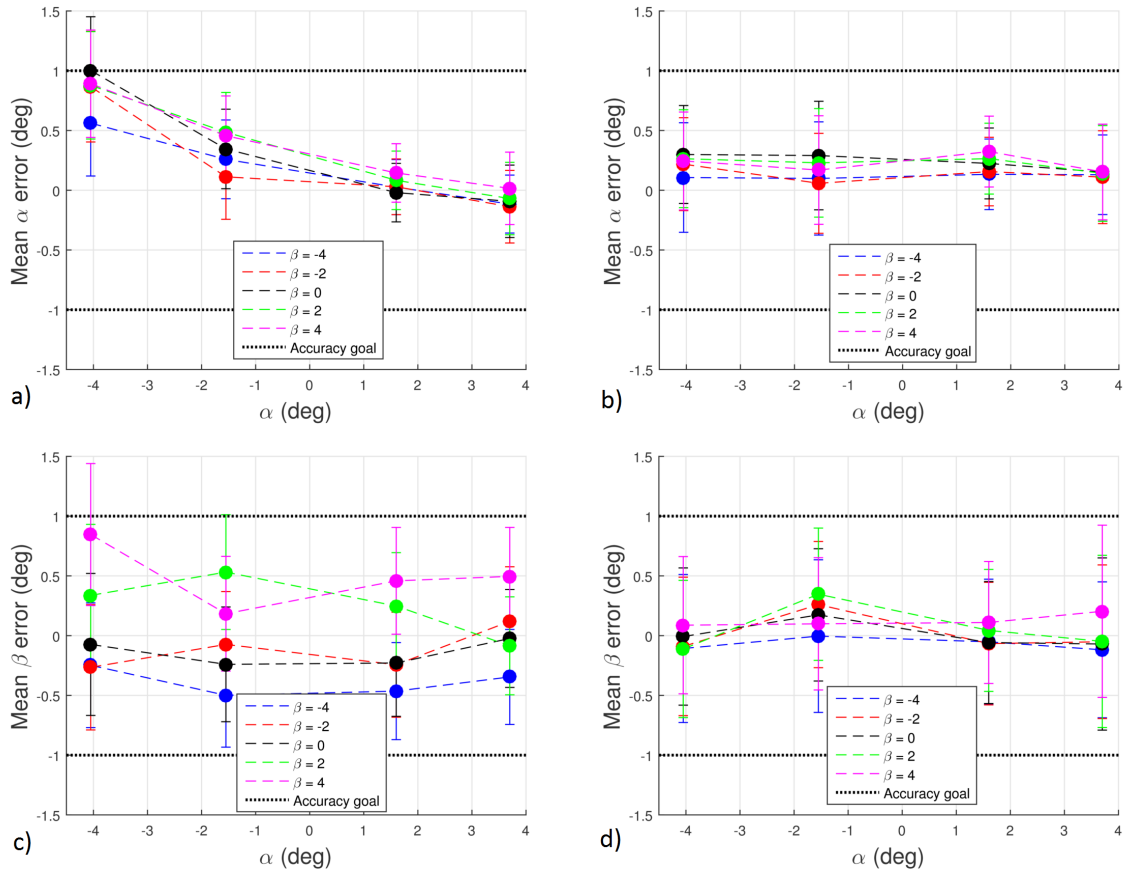 1.5
1
0.5
0
-0.5
-1
-1.5
Mean α error (deg)
β = -4
β = -2
β = 0
β = 2
β = 4
Accuracy goal
-4 -3 -2 -1 0 1 2 3 4
α (deg)
a)
1.5
1
0.5
0
-0.5
-1
-1.5
Mean α error (deg)
β = -4
β = -2
β = 0
β = 2
β = 4
Accuracy goal
-4 -3 -2 -1 0 1 2 3 4
α (deg)
b)
1.5
1
0.5
0
-0.5
-1
-1.5
Mean β error (deg)
β = -4
β = -2
β = 0
β = 2
β = 4
Accuracy goal
-4 -3 -2 -1 0 1 2 3 4
α (deg)
c)
1.5
1
0.5
0
-0.5
-1
-1.5
Mean β error (deg)
β = -4
β = -2
β = 0
β = 2
β = 4
Accuracy goal
-4 -3 -2 -1 0 1 2 3 4
α (deg)
d)